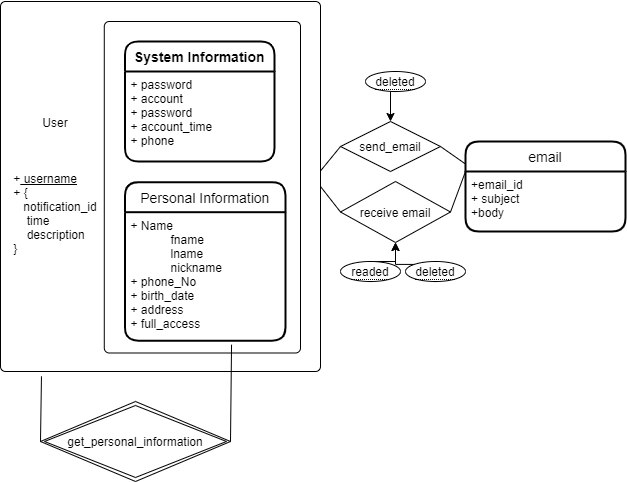 User
+ username
+ {
notification_id
time
description
}
System Information
+ password
+ account
+ password
+ account_time
+ phone
Personal Information
+ Name
fname
lname
nickname
+ phone_No
+ birth_date
+ address
+ full_access
deleted
send_email
receive email
readed
deleted
email
+email_id
+ subject
+body
get_personal_information